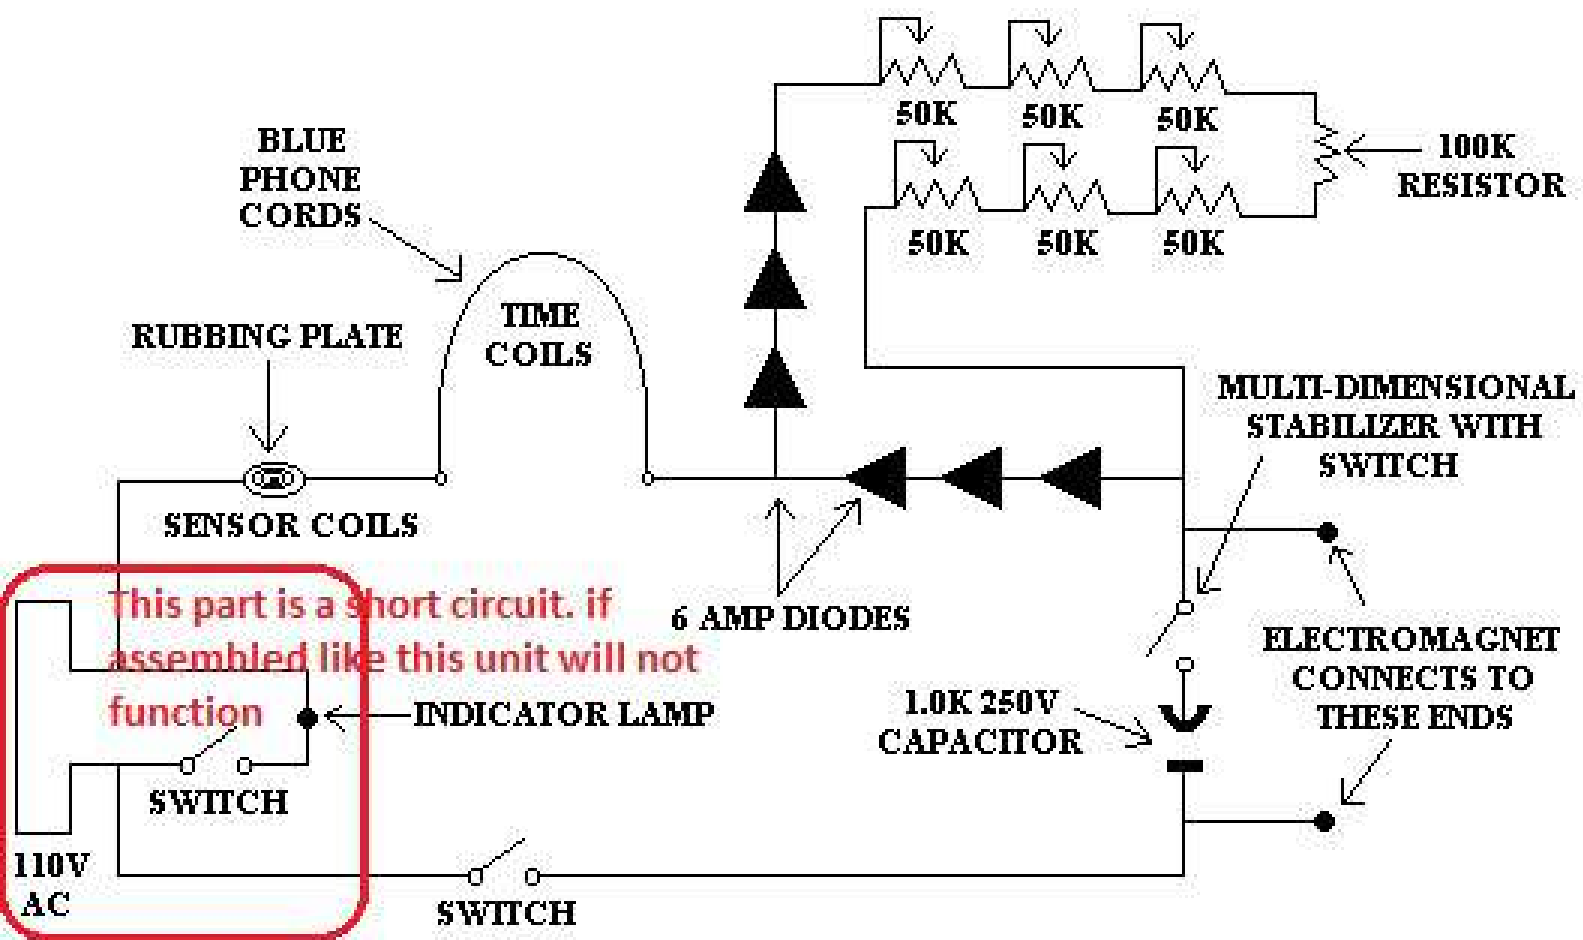 50K
50K
50K
BLUE
PHONE
CORDS
100K
RESISTOR
50K
50K
50K
TIME
COILS
RUBBING PLATE
MULTI-DIMENSIONAL
STABILIZER WITH
SWITCH
SENSOR COILS
This part is a short circuit. if
assembled like this unit will not
function
6 AMP DIODES
ELECTROMAGNET
CONNECTS TO
THESE ENDS
INDICATOR LAMP
1.0K 250V
CAPACITOR
SWITCH
110V
AC
SWITCH